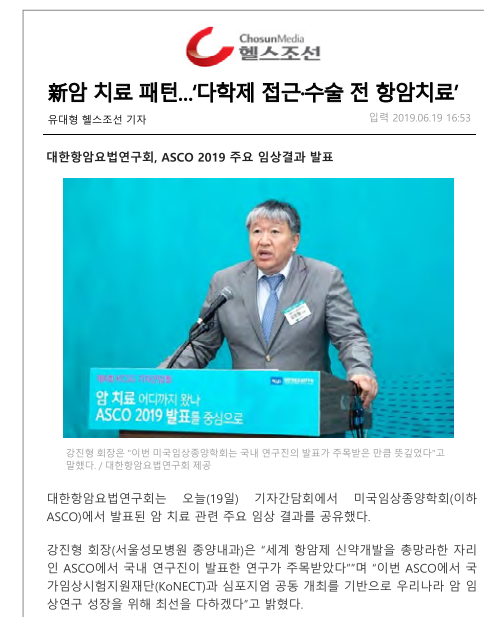 ChosunMedia
헬스조선
新암 치료 패턴...‘다학제 접근·수술 전 항암치료’
유대형 헬스조선 기자
입력 2019.06.19 16:53
대한항암요법연구회, ASCO 2019 주요 임상결과 발표
암 치료 어디까지 왔나
ASCO 2019 발표를 중심으로
강진형 회장은 “이번 미국임상종양학회는 국내 연구진의 발표가 주목받은 만큼 뜻깊었다”고
말했다. / 대한항암요법연구회 제공
대한항암요법연구회는 오늘(19일) 기자간담회에서 미국임상종양학회(이하
ASCO)에서 발표된 암 치료 관련 주요 임상 결과를 공유했다.
강진형 회장(서울성모병원 종양내과)은 “세계 항암제 신약개발을 총망라한 자리
인 ASCO에서 국내 연구진이 발표한 연구가 주목받았다”“며 “이번 ASCO에서 국
가임상시험지원재단(KoNECT)과 심포지엄 공동 개최를 기반으로 우리나라 암 임
상연구 성장을 위해 최선을 다하겠다”고 밝혔다.